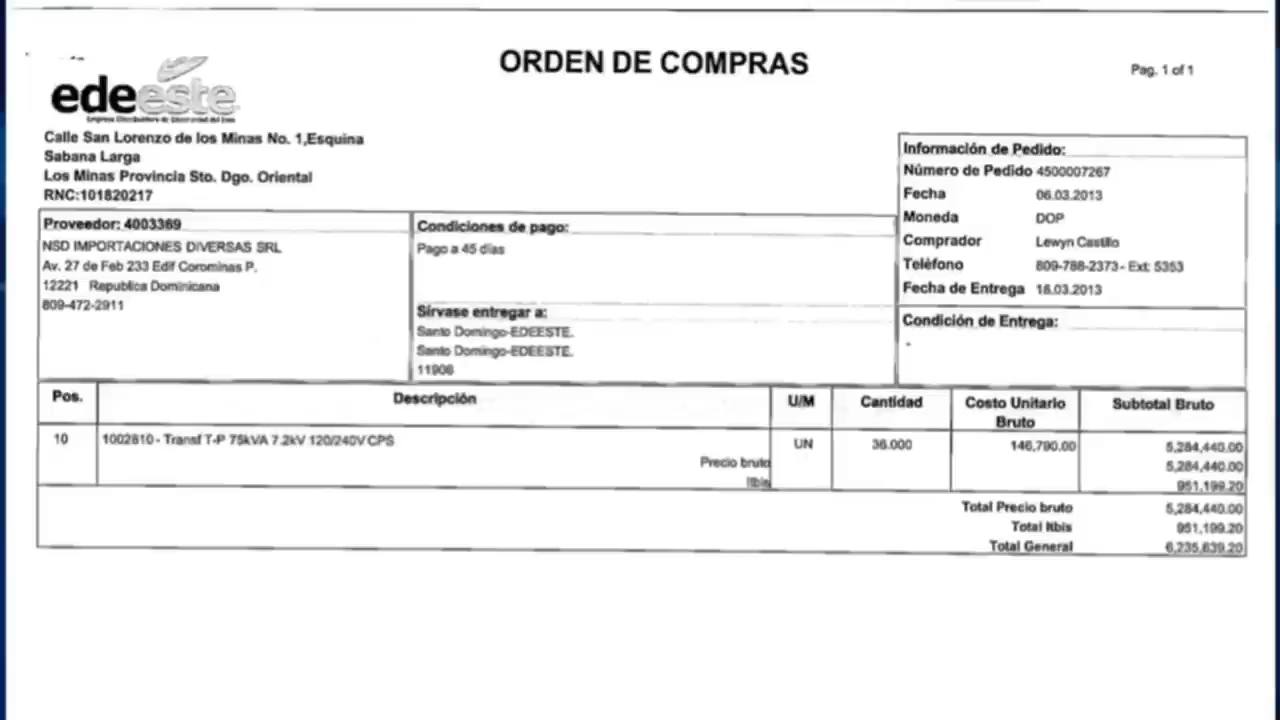 ORDEN DE COMPRAS
Pag. 1 of 1
edeeste
Empresa Distribuidora de Electricidad del Este
Calle San Lorenzo de los Minas No. 1,Esquina
Sabana Larga
Los Minas Provincia Sto. Dgo. Oriental
RNC:101820217
Información de Pedido:
Número de Pedido 4500007267
Fecha 06.03.2013
Moneda DOP
Comprador Lewyn Castillo
Teléfono 809-788-2373- Ext: 5353
Fecha de Entrega 18.03.2013
Condición de Entrega:
-
Proveedor: 4003369
NSD IMPORTACIONES DIVERSAS SRL
Av. 27 de Feb 233 Edif Corominas P.
12221 Republica Dominicana
809-472-2911
Condiciones de pago:
Pago a 45 días
Sírvase entregar a:
Santo Domingo-EDEESTE.
Santo Domingo-EDEESTE.
11906
Pos. Descripción U/M Cantidad Costo Unitario Bruto Subtotal Bruto
10 1002810 - Transf T-P 75kVA 7.2kV 120/240V CPS UN 36.000 146,790.00 5,284,440.00
Precio bruto 5,284,440.00
Itbis 951,199.20
Total Precio bruto 5,284,440.00
Total Itbis 951,199.20
Total General 6,235,639.20